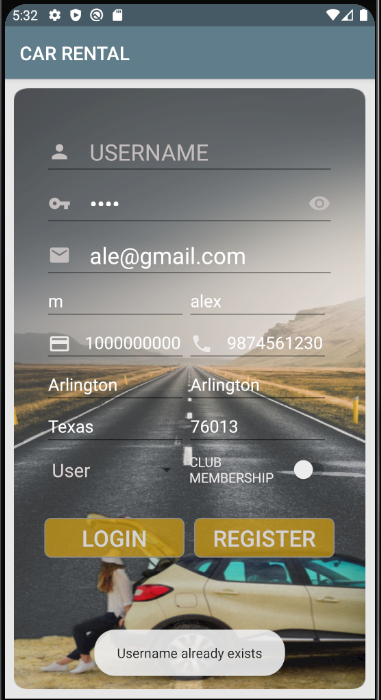 5:32
CAR RENTAL
USERNAME
••••
ale@gmail.com
m alex
1000000000 9874561230
Arlington Arlington
Texas 76013
User CLUB
MEMBERSHIP
LOGIN REGISTER
Username already exists